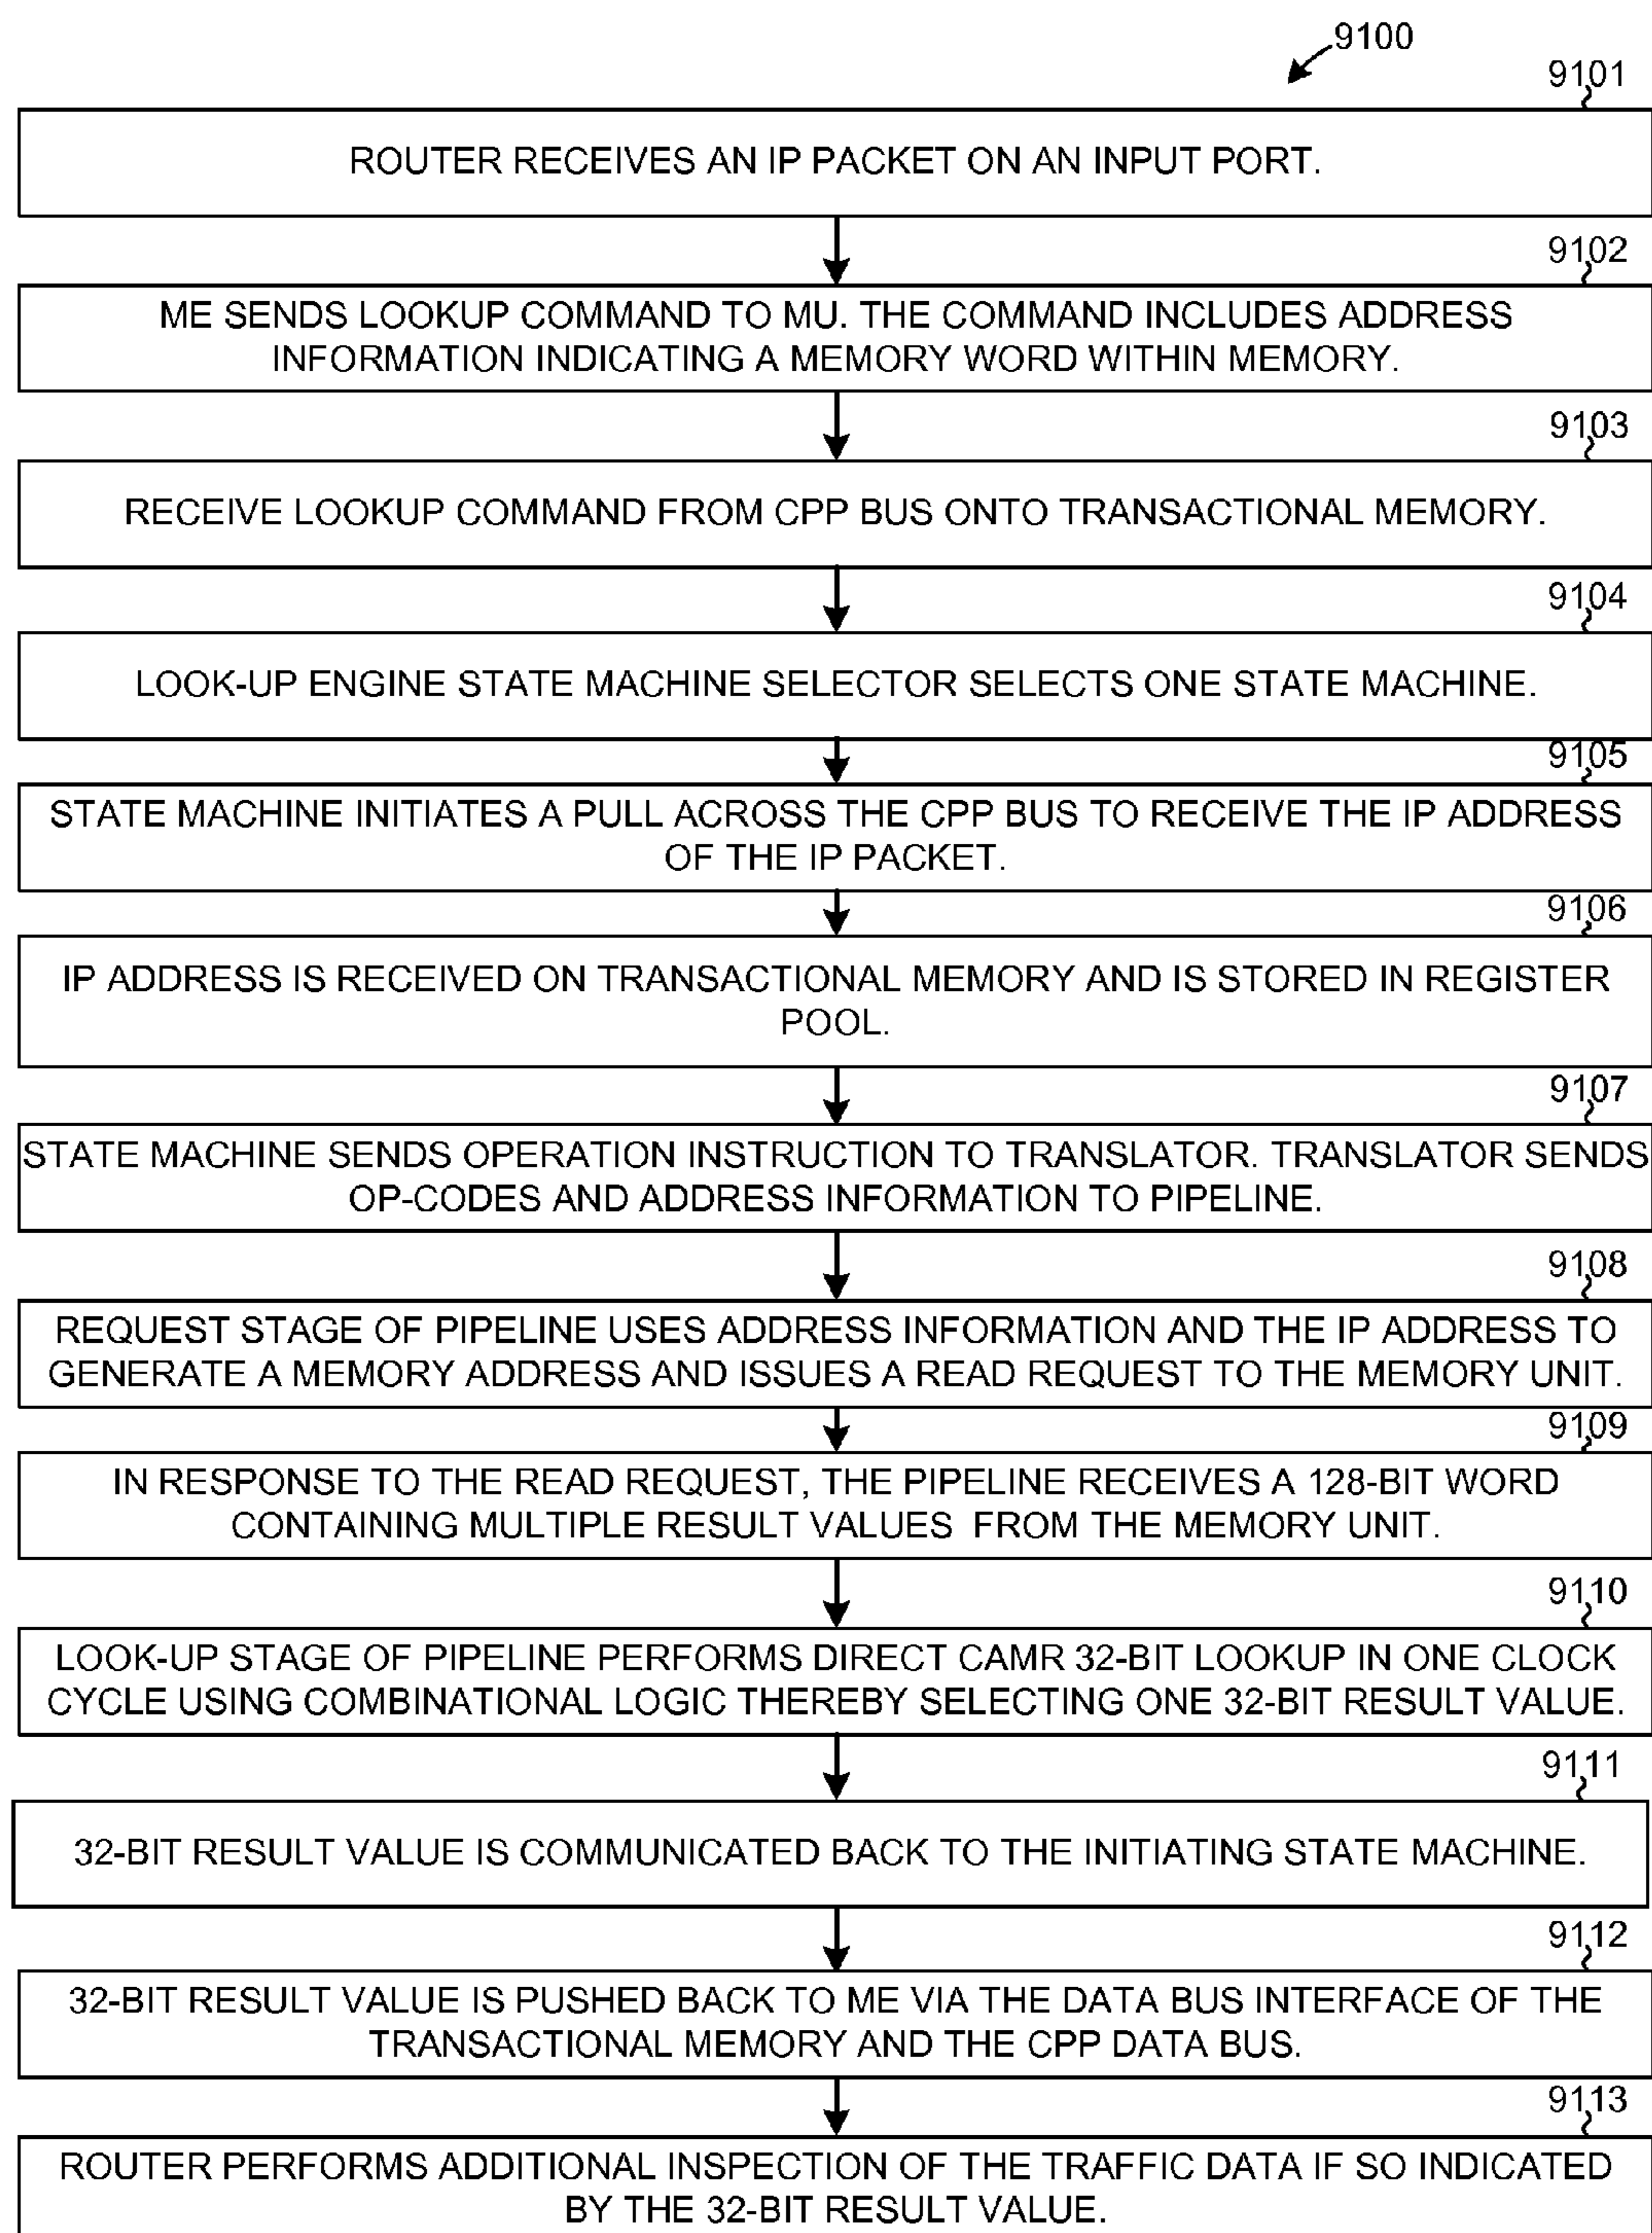 9100
9101
ROUTER RECEIVES AN IP PACKET ON AN INPUT PORT.
9102
ME SENDS LOOKUP COMMAND TO MU. THE COMMAND INCLUDES ADDRESS
INFORMATION INDICATING A MEMORY WORD WITHIN MEMORY.
9103
RECEIVE LOOKUP COMMAND FROM CPP BUS ONTO TRANSACTIONAL MEMORY.
9104
LOOK-UP ENGINE STATE MACHINE SELECTOR SELECTS ONE STATE MACHINE.
9105
STATE MACHINE INITIATES A PULL ACROSS THE CPP BUS TO RECEIVE THE IP ADDRESS
OF THE IP PACKET.
9106
IP ADDRESS IS RECEIVED ON TRANSACTIONAL MEMORY AND IS STORED IN REGISTER
POOL.
9107
STATE MACHINE SENDS OPERATION INSTRUCTION TO TRANSLATOR. TRANSLATOR SENDS
OP-CODES AND ADDRESS INFORMATION TO PIPELINE.
9108
REQUEST STAGE OF PIPELINE USES ADDRESS INFORMATION AND THE IP ADDRESS TO
GENERATE A MEMORY ADDRESS AND ISSUES A READ REQUEST TO THE MEMORY UNIT.
9109
IN RESPONSE TO THE READ REQUEST, THE PIPELINE RECEIVES A 128-BIT WORD
CONTAINING MULTIPLE RESULT VALUES FROM THE MEMORY UNIT.
9110
LOOK-UP STAGE OF PIPELINE PERFORMS DIRECT CAMR 32-BIT LOOKUP IN ONE CLOCK
CYCLE USING COMBINATIONAL LOGIC THEREBY SELECTING ONE 32-BIT RESULT VALUE.
9111
32-BIT RESULT VALUE IS COMMUNICATED BACK TO THE INITIATING STATE MACHINE.
9112
32-BIT RESULT VALUE IS PUSHED BACK TO ME VIA THE DATA BUS INTERFACE OF THE
TRANSACTIONAL MEMORY AND THE CPP DATA BUS.
9113
ROUTER PERFORMS ADDITIONAL INSPECTION OF THE TRAFFIC DATA IF SO INDICATED
BY THE 32-BIT RESULT VALUE.